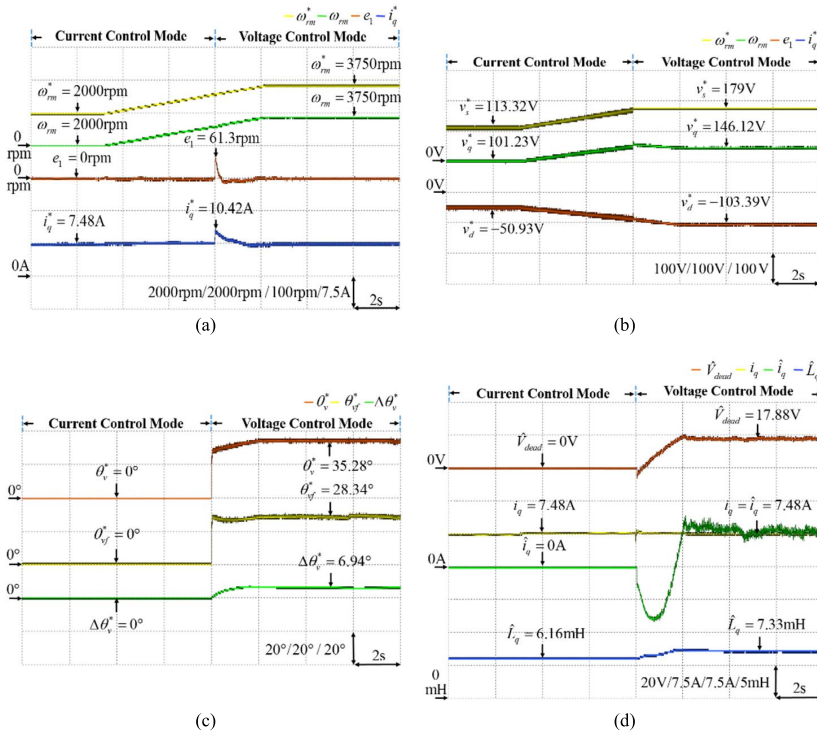 ω*rm ωrm e1 i*q
Current Control Mode Voltage Control Mode
ω*rm = 3750rpm
ω*rm = 2000rpm
ωrm = 3750rpm
0 rpm
ωrm = 2000rpm
e1 = 61.3rpm
0 rpm
e1 = 0rpm
i*q = 10.42A
i*q = 7.48A
0A
2000rpm/2000rpm /100rpm/7.5A
2s
(a)
ω*rm ωrm e1 i*q
Current Control Mode Voltage Control Mode
v*s = 179V
v*s = 113.32V
v*q = 146.12V
v*q = 101.23V
0V
0V
v*d = −103.39V
v*d = −50.93V
100V/100V/100V
2s
(b)
θ*v θ*vf Δθ*v
Current Control Mode Voltage Control Mode
θ*v = 0°
θ*v = 35.28°
0°
θ*vf = 28.34°
θ*vf = 0°
0°
Δθ*v = 6.94°
0°
Δθ*v = 0°
20°/20°/20°
2s
(c)
V̂dead iq îq L̂q
Current Control Mode Voltage Control Mode
V̂dead = 17.88V
V̂dead = 0V
0V
iq = 7.48A
iq = îq = 7.48A
îq = 0A
0A
L̂q = 6.16mH
L̂q = 7.33mH
0
mH
20V/7.5A/7.5A/5mH
2s
(d)